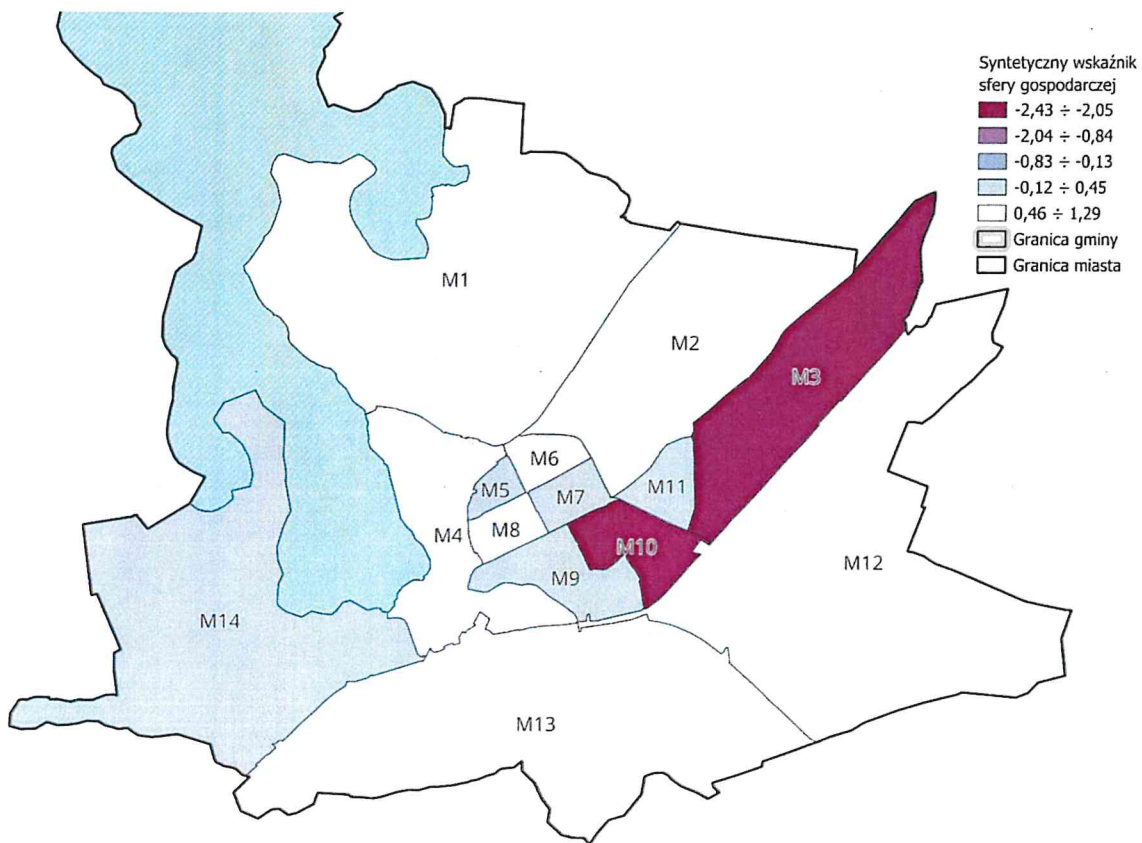 Syntetyczny wskaźnik
sfery gospodarczej
-2,43 ÷ -2,05
-2,04 ÷ -0,84
-0,83 ÷ -0,13
-0,12 ÷ 0,45
0,46 ÷ 1,29
Granica gminy
Granica miasta
M1
M2
M3
M6
M5
M7
M11
M8
M4
M10
M9
M12
M14
M13